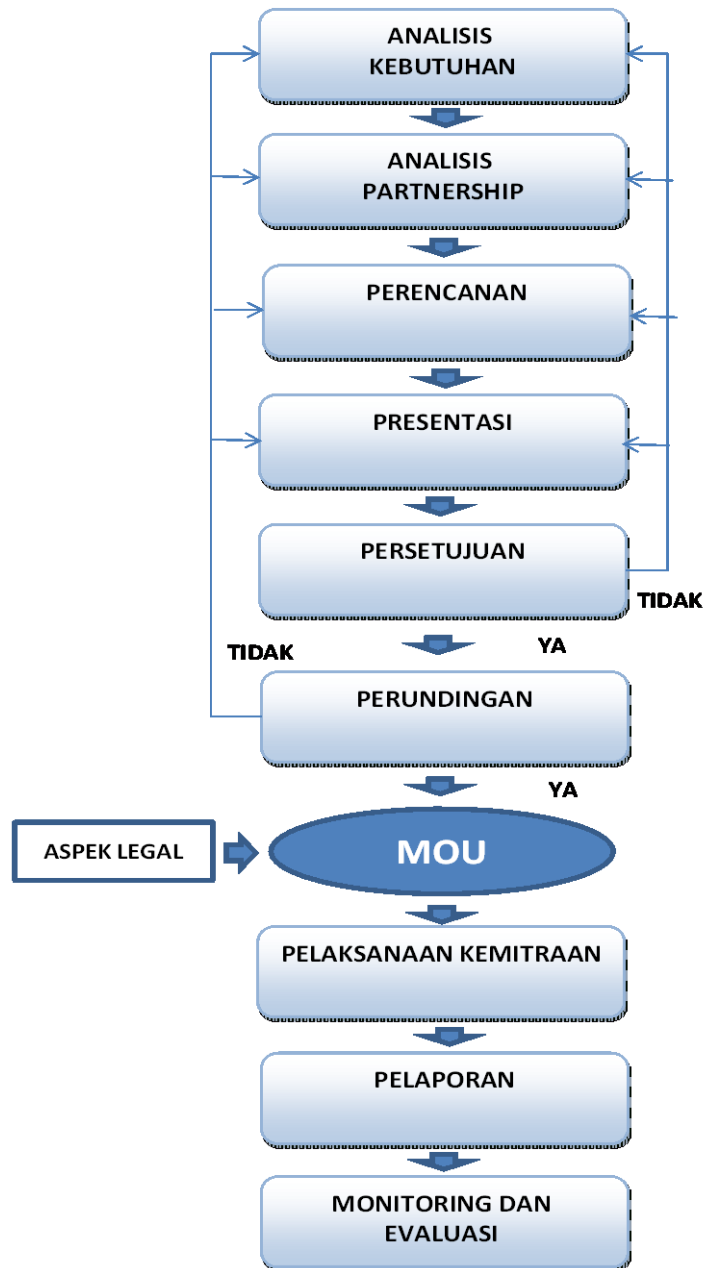 ANALISIS
KEBUTUHAN
ANALISIS
PARTNERSHIP
PERENCANAN
PRESENTASI
PERSETUJUAN
TIDAK
YA
TIDAK
PERUNDINGAN
YA
ASPEK LEGAL
MOU
PELAKSANAAN KEMITRAAN
PELAPORAN
MONITORING DAN
EVALUASI